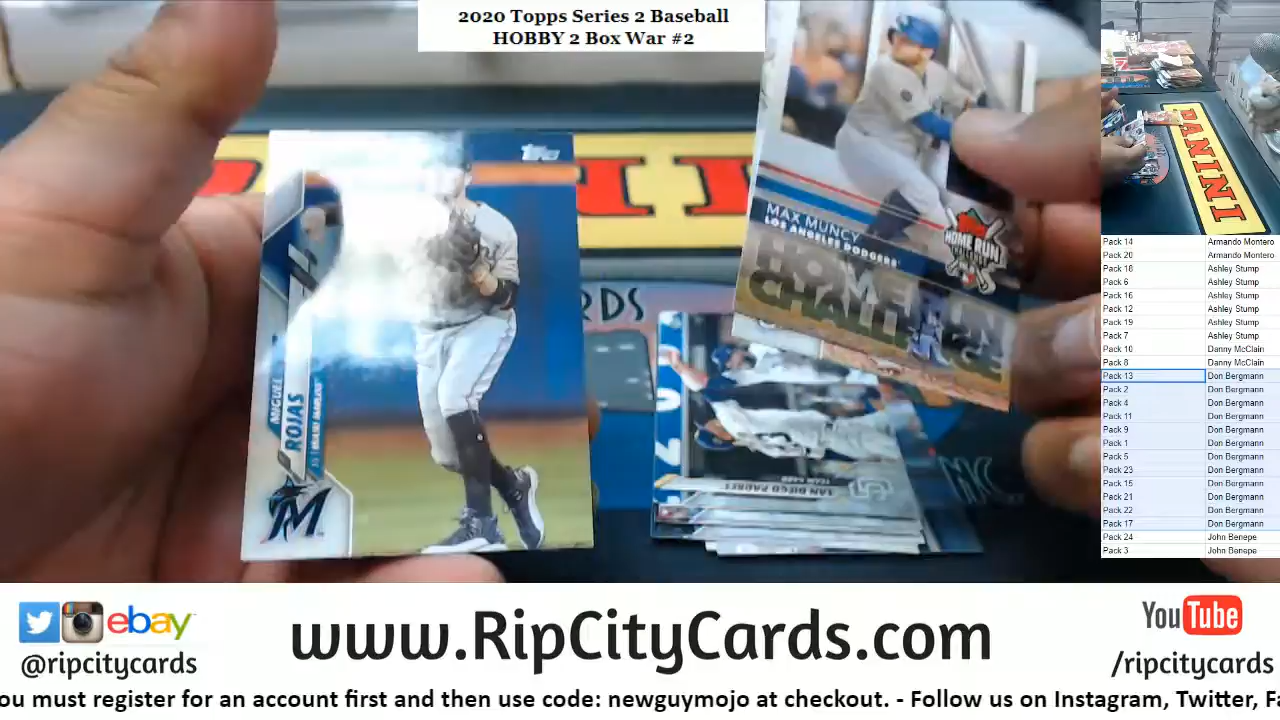 2020 Topps Series 2 Baseball
HOBBY 2 Box War #2
topps
MIGUEL
ROJAS
SS | MIAMI MARLINS
M
MAX MUNCY
LOS ANGELES DODGERS
HOME RUN
CHALLENGE
HOME RUN
CHALLENGE
SAN DIEGO PADRES
TEAM CARD
RDS
PANINI
Pack 14 Armando Montero
Pack 20 Armando Montero
Pack 18 Ashley Stump
Pack 6 Ashley Stump
Pack 16 Ashley Stump
Pack 12 Ashley Stump
Pack 19 Ashley Stump
Pack 7 Ashley Stump
Pack 10 Danny McClain
Pack 8 Danny McClain
Pack 13 Don Bergmann
Pack 2 Don Bergmann
Pack 4 Don Bergmann
Pack 11 Don Bergmann
Pack 9 Don Bergmann
Pack 1 Don Bergmann
Pack 5 Don Bergmann
Pack 23 Don Bergmann
Pack 15 Don Bergmann
Pack 21 Don Bergmann
Pack 22 Don Bergmann
Pack 17 Don Bergmann
Pack 24 John Benepe
Pack 3 John Benepe
ebay
@ripcitycards
www.RipCityCards.com
YouTube
/ripcitycards
ou must register for an account first and then use code: newguymojo at checkout. - Follow us on Instagram, Twitter, Fa